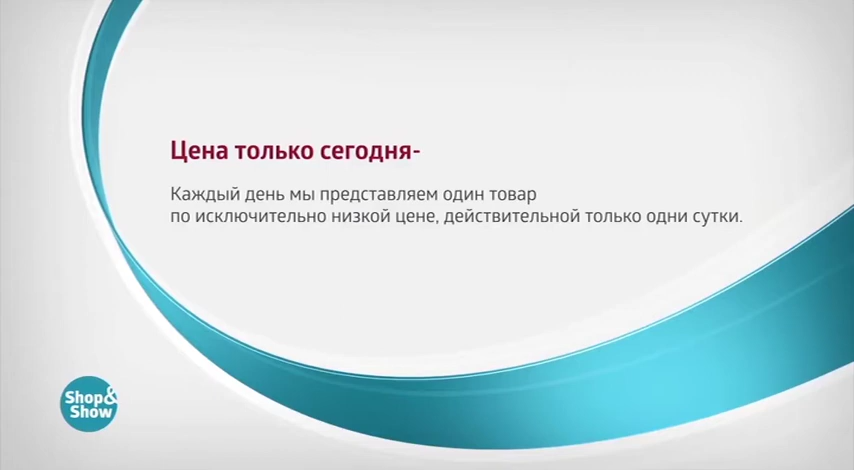 Цена только сегодня-
Каждый день мы представляем один товар
по исключительно низкой цене, действительной только одни сутки.
Shop&
Show